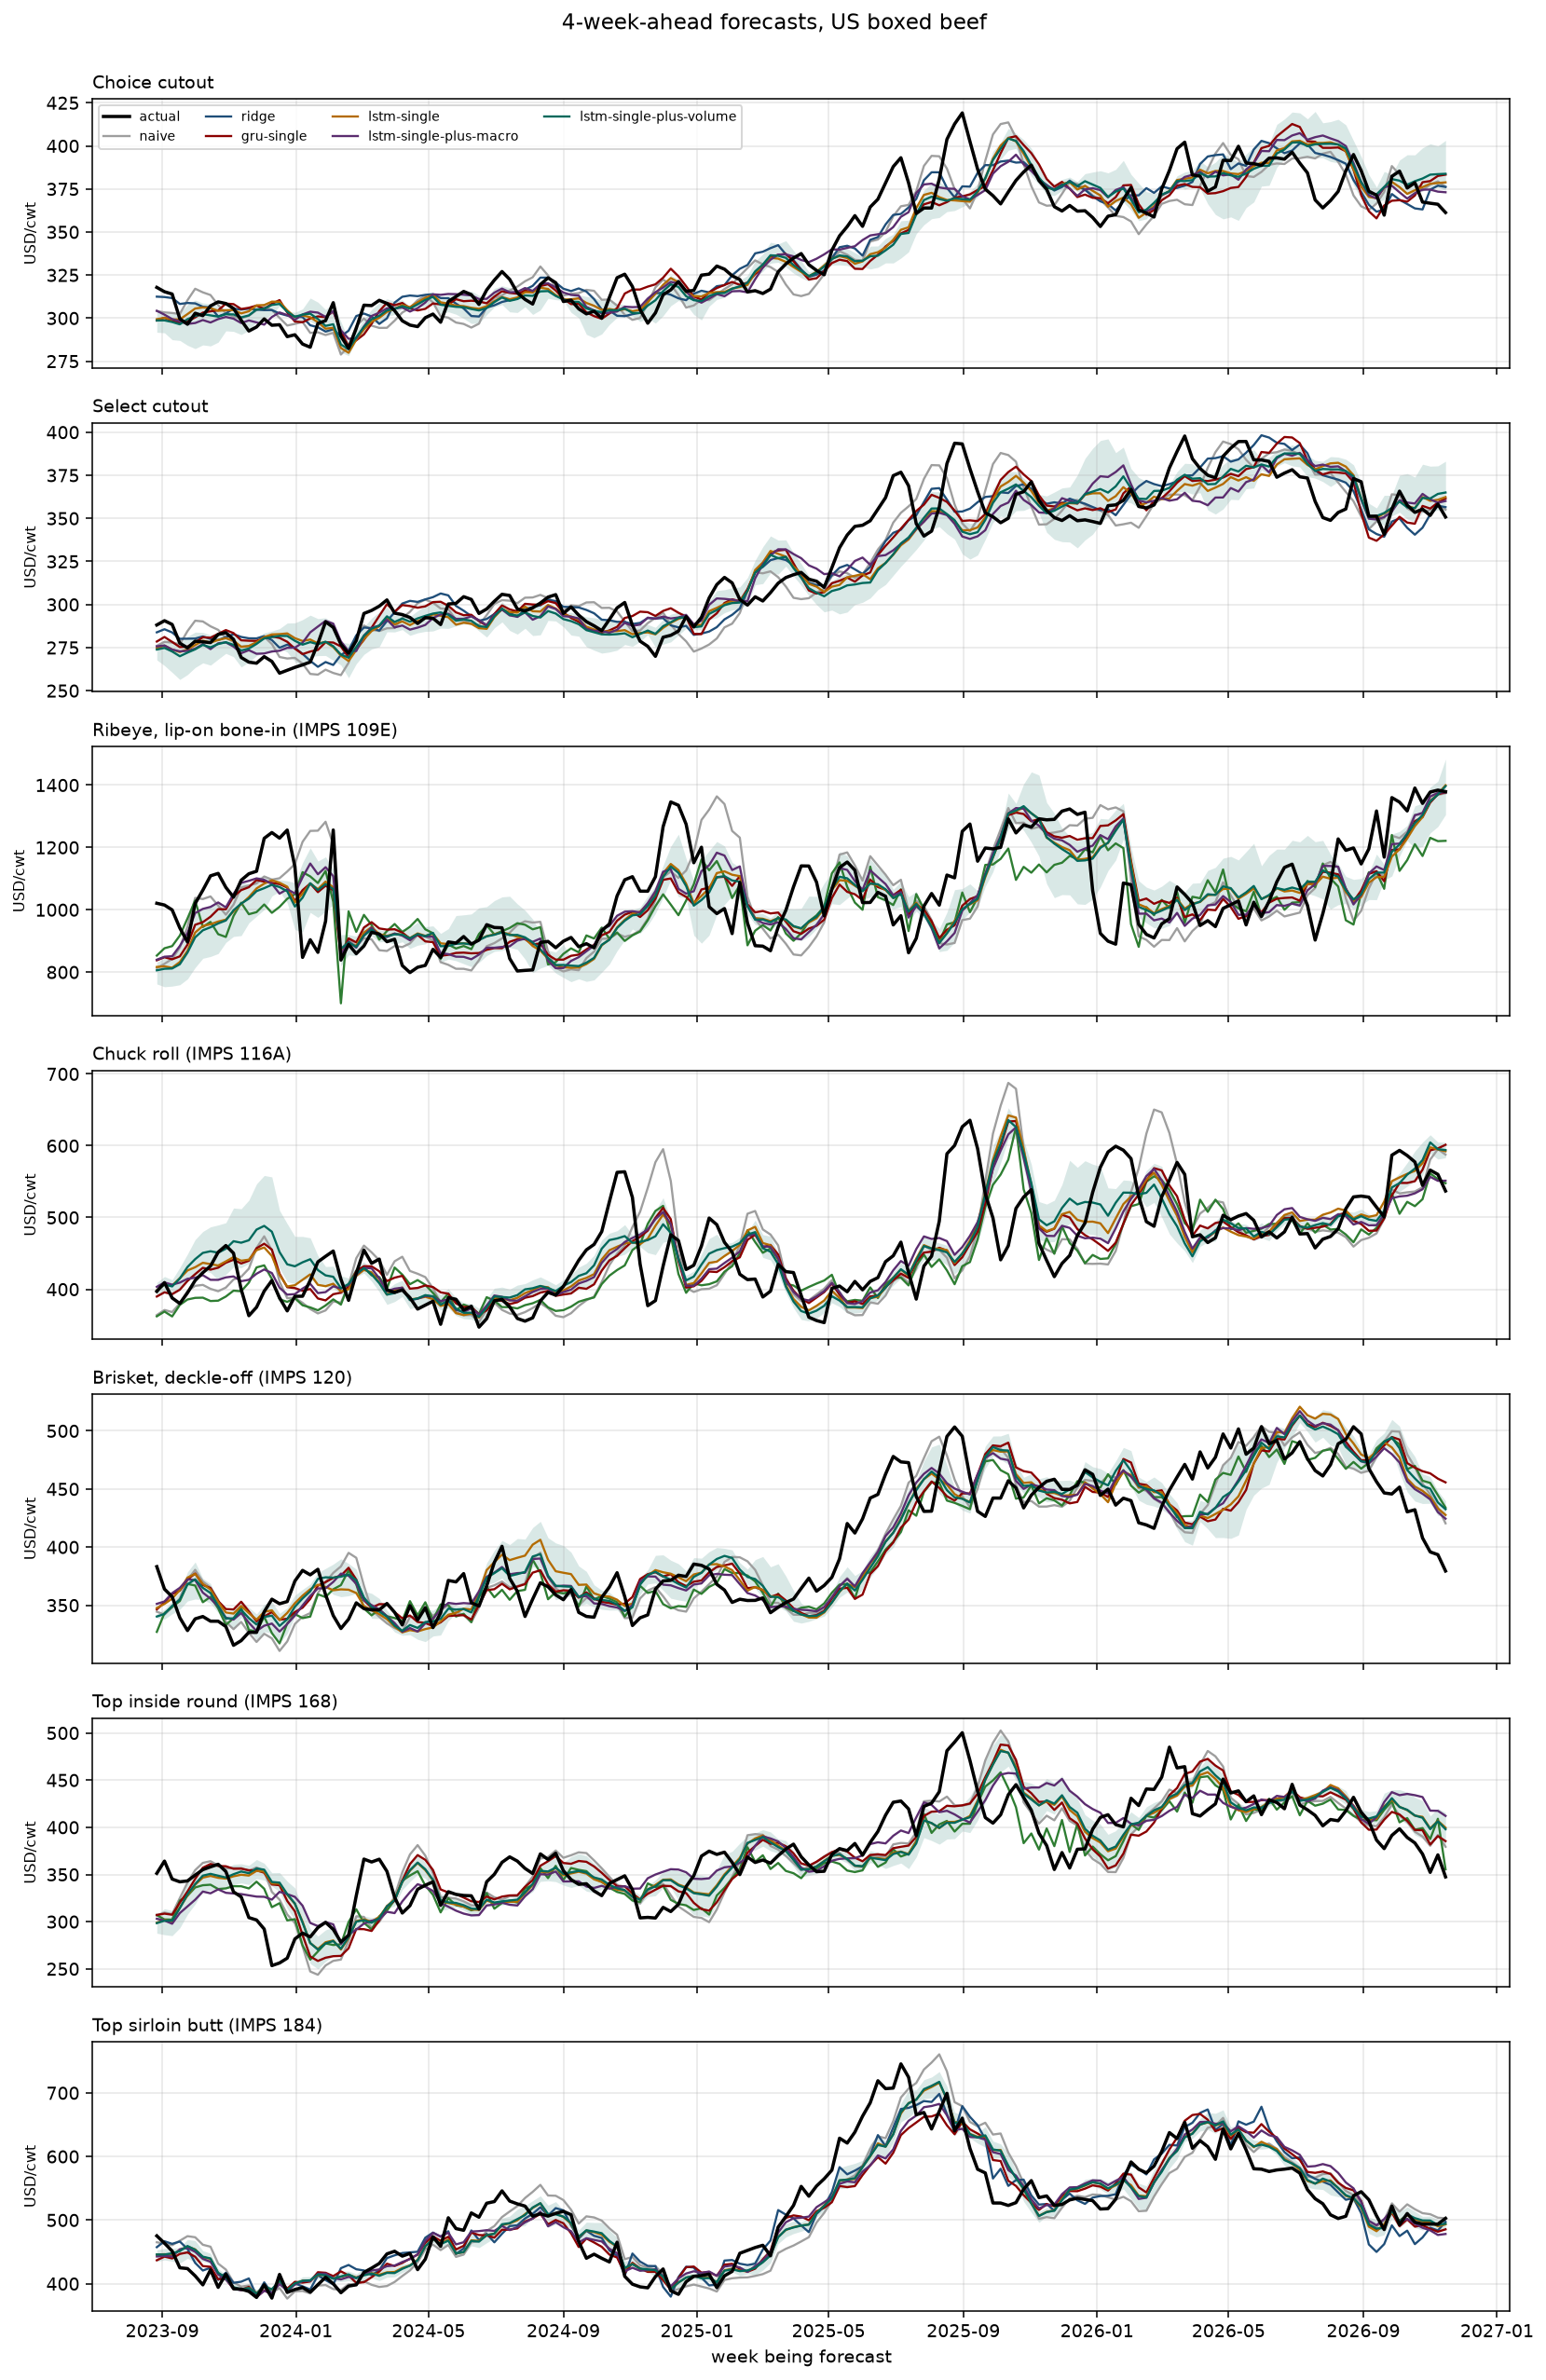 4-week-ahead forecasts, US boxed beef
Choice cutout
actual
naive
ridge
gru-single
lstm-single
lstm-single-plus-macro
lstm-single-plus-volume
425
400
375
350
325
300
275
USD/cwt
Select cutout
400
375
350
325
300
275
250
USD/cwt
Ribeye, lip-on bone-in (IMPS 109E)
1400
1200
1000
800
USD/cwt
Chuck roll (IMPS 116A)
700
600
500
400
USD/cwt
Brisket, deckle-off (IMPS 120)
500
450
400
350
USD/cwt
Top inside round (IMPS 168)
500
450
400
350
300
250
USD/cwt
Top sirloin butt (IMPS 184)
700
600
500
400
USD/cwt
2023-09 2024-01 2024-05 2024-09 2025-01 2025-05 2025-09 2026-01 2026-05 2026-09 2027-01
week being forecast